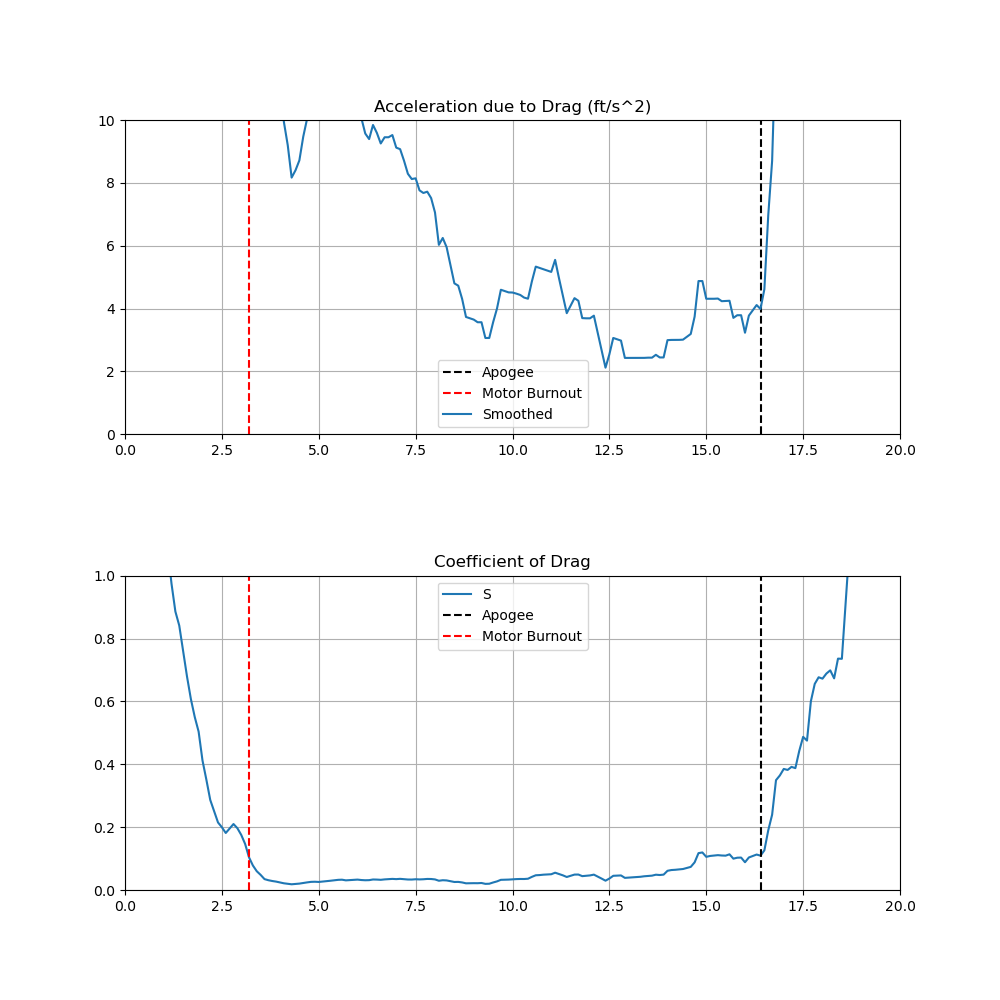 Acceleration due to Drag (ft/s^2)
10
8
6
4
2
0
Apogee
Motor Burnout
Smoothed
0.0 2.5 5.0 7.5 10.0 12.5 15.0 17.5 20.0
Coefficient of Drag
1.0
0.8
0.6
0.4
0.2
0.0
S
Apogee
Motor Burnout
0.0 2.5 5.0 7.5 10.0 12.5 15.0 17.5 20.0